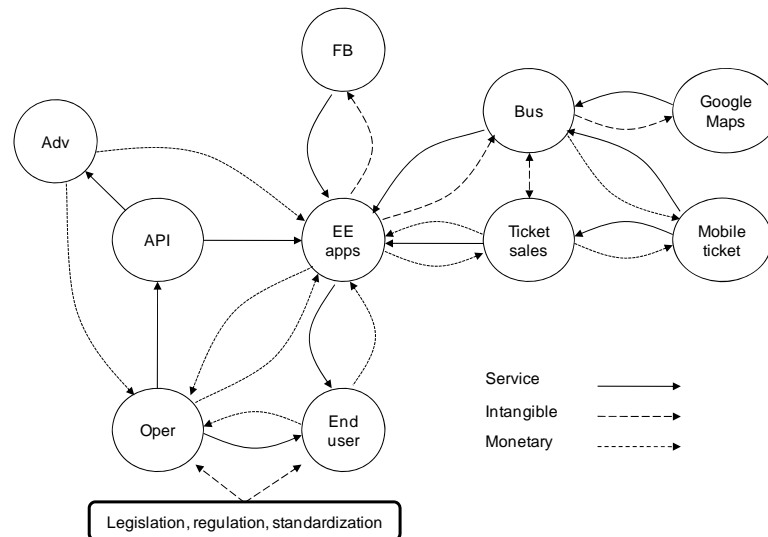 FB
Bus
Google
Maps
Adv
API
EE
apps
Ticket
sales
Mobile
ticket
Service
Intangible
Monetary
Oper
End
user
Legislation, regulation, standardization